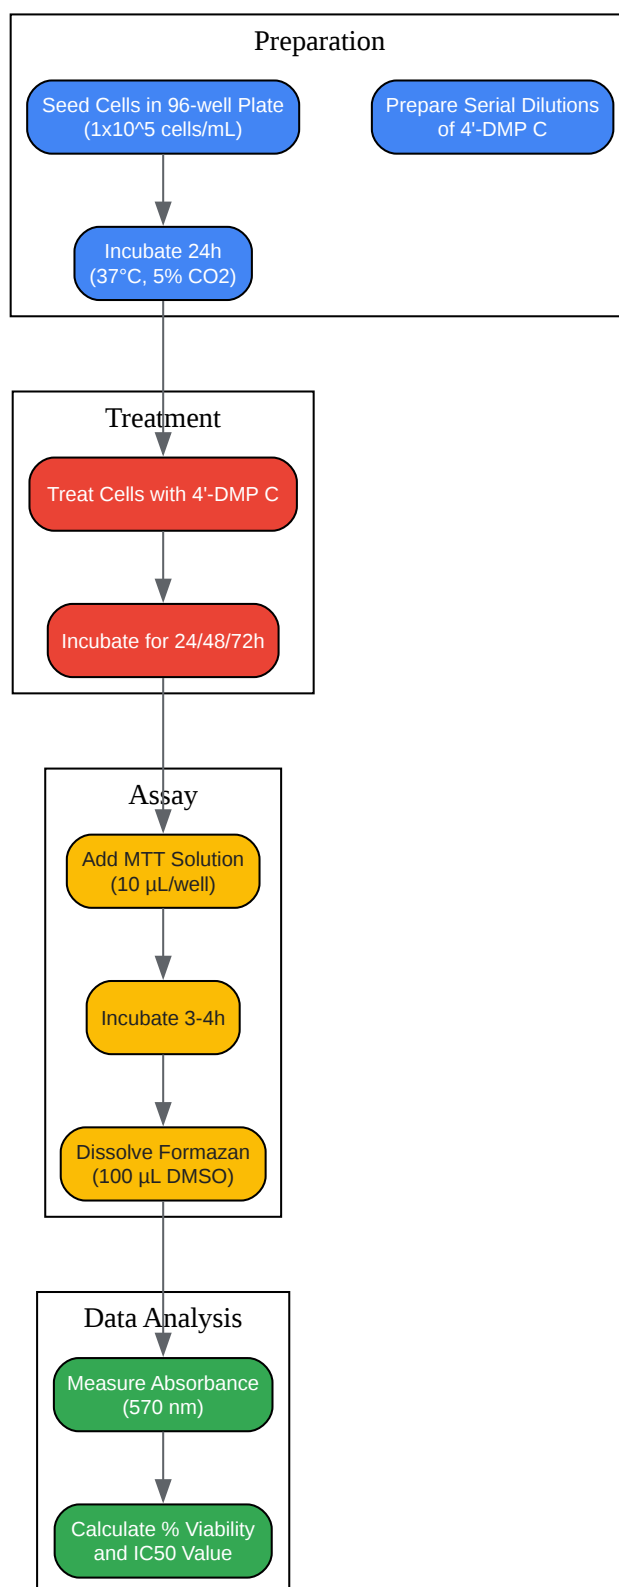 Preparation
Seed Cells in 96-well Plate
(1x10^5 cells/mL)
Prepare Serial Dilutions
of 4'-DMP C
Incubate 24h
(37°C, 5% CO2)
Treatment
Treat Cells with 4'-DMP C
Incubate for 24/48/72h
Assay
Add MTT Solution
(10 µL/well)
Incubate 3-4h
Dissolve Formazan
(100 µL DMSO)
Data Analysis
Measure Absorbance
(570 nm)
Calculate % Viability
and IC50 Value